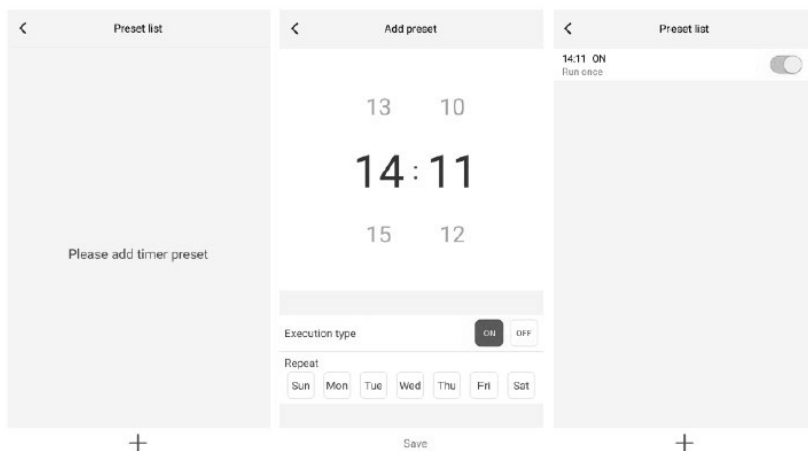 Preset list
Please add timer preset
+
Add preset
13 10
14 : 11
15 12
Execution type ON OFF
Repeat
Sun Mon Tue Wed Thu Fri Sat
Save
Preset list
14:11 ON
Run once
+